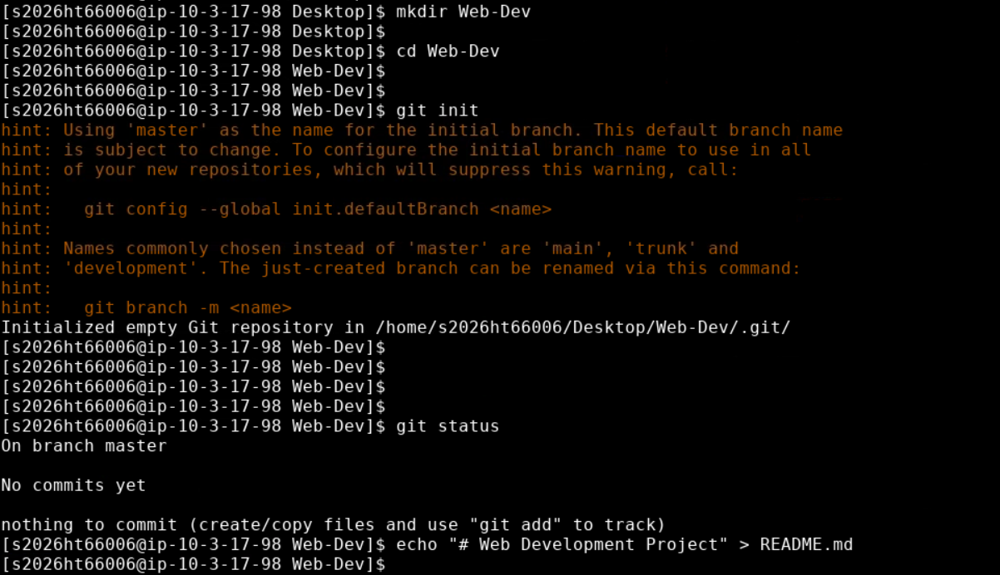 [s2026ht66006@ip-10-3-17-98 Desktop]$ mkdir Web-Dev
[s2026ht66006@ip-10-3-17-98 Desktop]$
[s2026ht66006@ip-10-3-17-98 Desktop]$ cd Web-Dev
[s2026ht66006@ip-10-3-17-98 Web-Dev]$
[s2026ht66006@ip-10-3-17-98 Web-Dev]$
[s2026ht66006@ip-10-3-17-98 Web-Dev]$ git init
hint: Using 'master' as the name for the initial branch. This default branch name
hint: is subject to change. To configure the initial branch name to use in all
hint: of your new repositories, which will suppress this warning, call:
hint:
hint:   git config --global init.defaultBranch <name>
hint:
hint: Names commonly chosen instead of 'master' are 'main', 'trunk' and
hint: 'development'. The just-created branch can be renamed via this command:
hint:
hint:   git branch -m <name>
Initialized empty Git repository in /home/s2026ht66006/Desktop/Web-Dev/.git/
[s2026ht66006@ip-10-3-17-98 Web-Dev]$
[s2026ht66006@ip-10-3-17-98 Web-Dev]$
[s2026ht66006@ip-10-3-17-98 Web-Dev]$
[s2026ht66006@ip-10-3-17-98 Web-Dev]$
[s2026ht66006@ip-10-3-17-98 Web-Dev]$ git status
On branch master

No commits yet

nothing to commit (create/copy files and use "git add" to track)
[s2026ht66006@ip-10-3-17-98 Web-Dev]$ echo "# Web Development Project" > README.md
[s2026ht66006@ip-10-3-17-98 Web-Dev]$